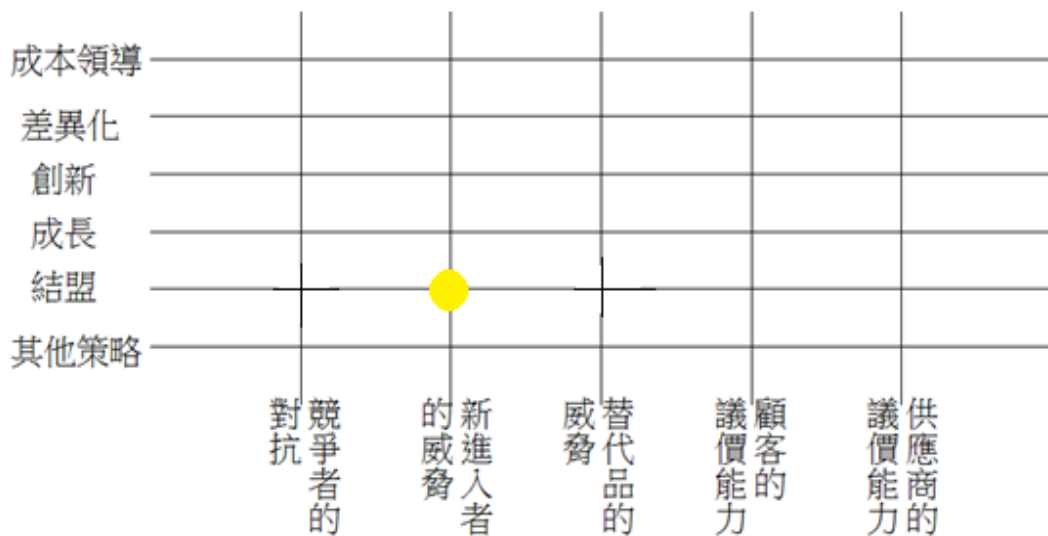 成本領導
差異化
創新
成長
結盟
其他策略
競爭者的
對抗
新進入者
的威脅
替代品的
威脅
顧客的
議價能力
供應商的
議價能力